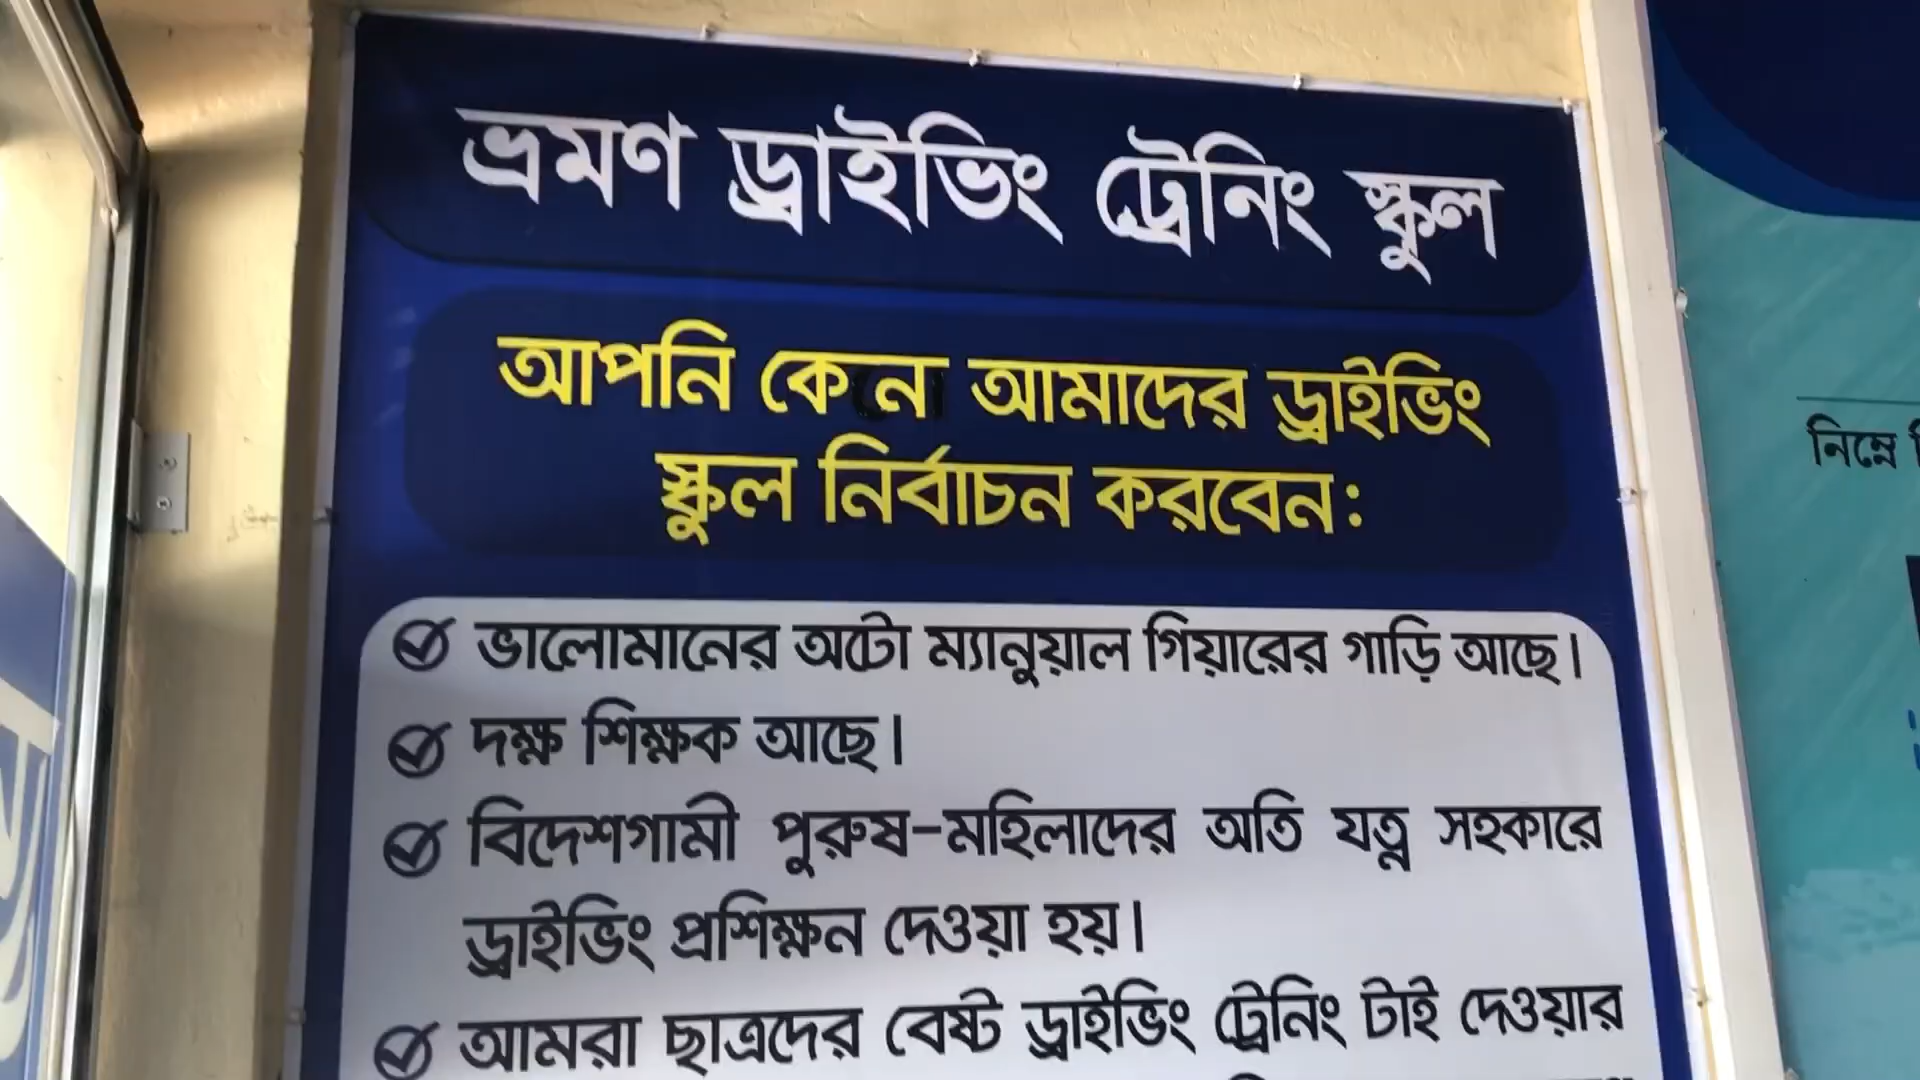 ভ্রমণ ড্রাইভিং ট্রেনিং স্কুল
আপনি কেন আমাদের ড্রাইভিং
স্কুল নির্বাচন করবেন:
ভালোমানের অটো ম্যানুয়াল গিয়ারের গাড়ি আছে।
দক্ষ শিক্ষক আছে।
বিদেশগামী পুরুষ-মহিলাদের অতি যত্ন সহকারে
ড্রাইভিং প্রশিক্ষন দেওয়া হয়।
আমরা ছাত্রদের বেষ্ট ড্রাইভিং ট্রেনিং টাই দেওয়ার
নিম্নে